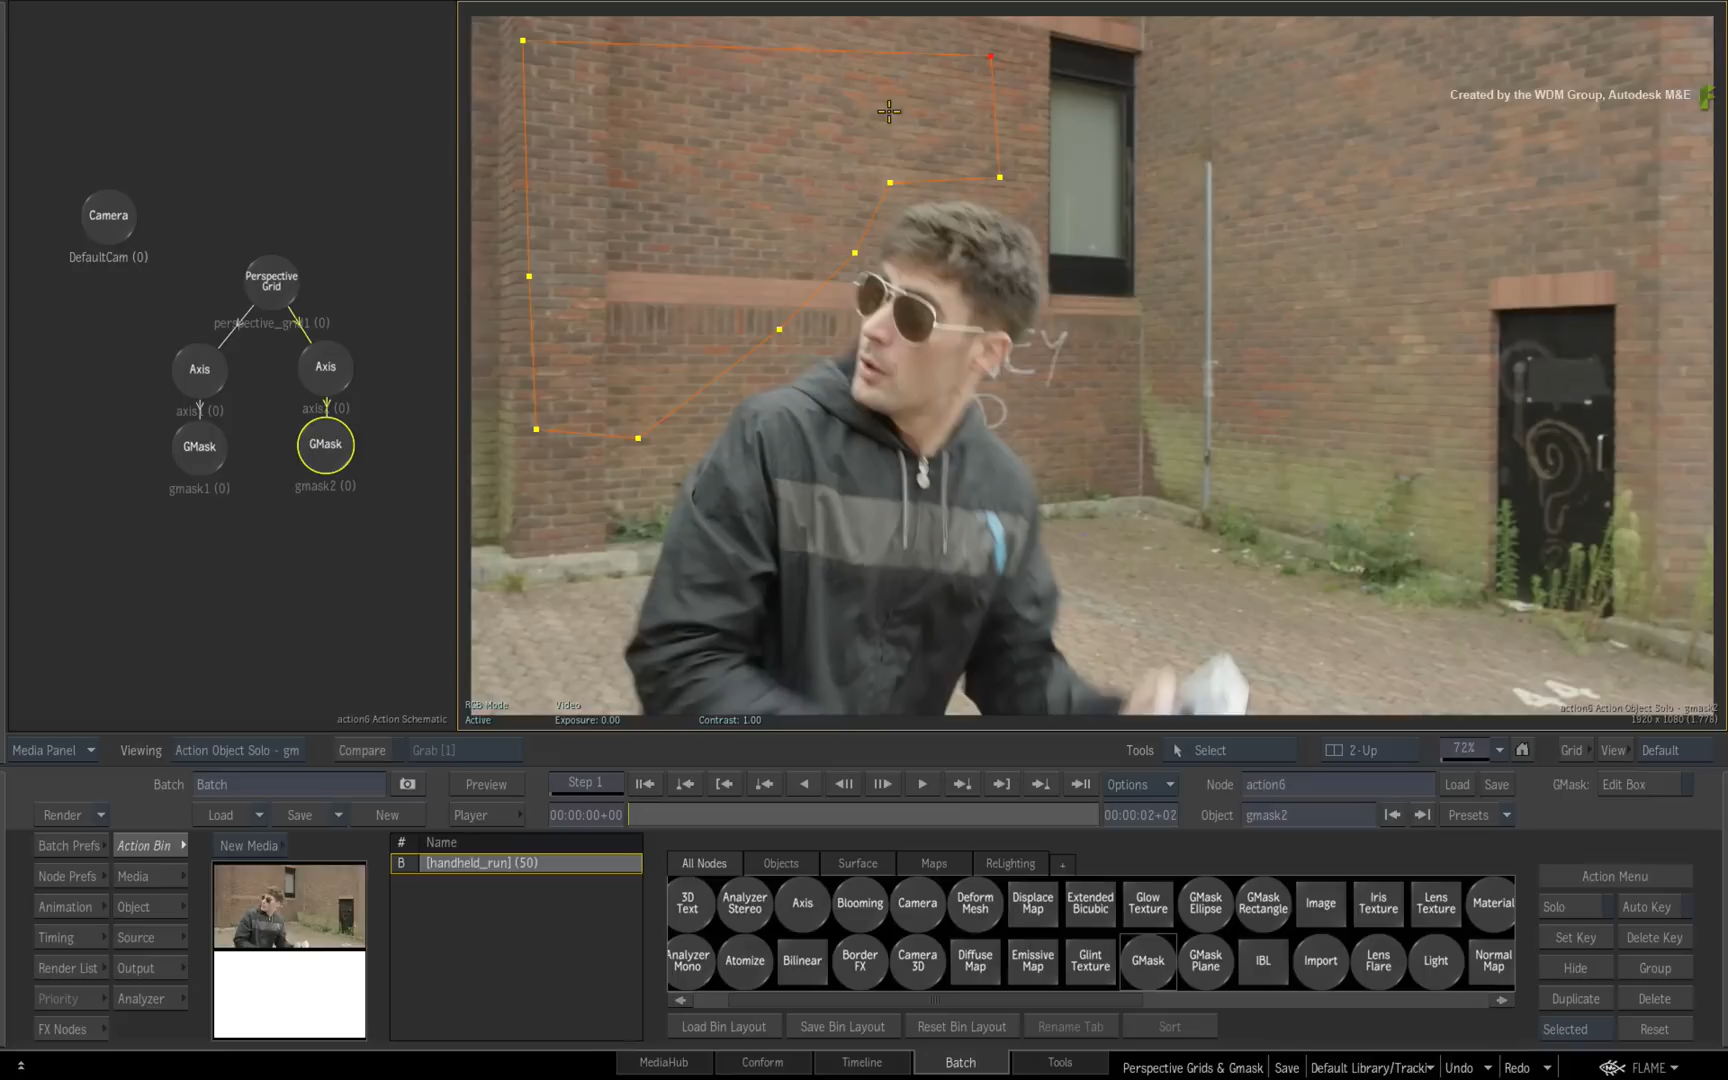 Created by the WDM Group, Autodesk M&E
Camera
DefaultCam (0)
Perspective
Grid
perspective_grid1 (0)
Axis
Axis
axis1 (0)
GMask
GMask
gmask1 (0)
gmask2 (0)
RGB Mode
Video
action6 Action Object Solo - gmask2
action6 Action Schematic
Active
Exposure: 0.00
Contrast: 1.00
1920 x 1080 (1.778)
Media Panel
Viewing
Action Object Solo - gm
Compare
Grab [1]
Tools
Select
2-Up
72%
Grid
View
Default
Batch
Batch
Preview
Step 1
Options
Node
action6
Load
Save
GMask:
Edit Box
Render
Load
Save
New
Player
00:00:00+00
00:00:02+02
Object
gmask2
Presets
Batch Prefs
Action Bin
New Media
#
Name
B
[handheld_run] (50)
Node Prefs
Media
Animation
Object
Timing
Source
Render List
Output
Priority
Analyzer
FX Nodes
All Nodes
Objects
Surface
Maps
ReLighting
+
3D Text
Analyzer Stereo
Axis
Blooming
Camera
Deform Mesh
Displace Map
Extended Bicubic
Glow Texture
GMask Ellipse
GMask Rectangle
Image
Iris Texture
Lens Texture
Material
Analyzer Mono
Atomize
Bilinear
Border FX
Camera 3D
Diffuse Map
Emissive Map
Glint Texture
GMask
GMask Plane
IBL
Import
Lens Flare
Light
Normal Map
Load Bin Layout
Save Bin Layout
Reset Bin Layout
Rename Tab
Sort
Action Menu
Solo
Auto Key
Set Key
Delete Key
Hide
Group
Duplicate
Delete
Selected
Reset
MediaHub
Conform
Timeline
Batch
Tools
Perspective Grids & Gmask
Save
Default Library/Tracki
Undo
Redo
FLAME